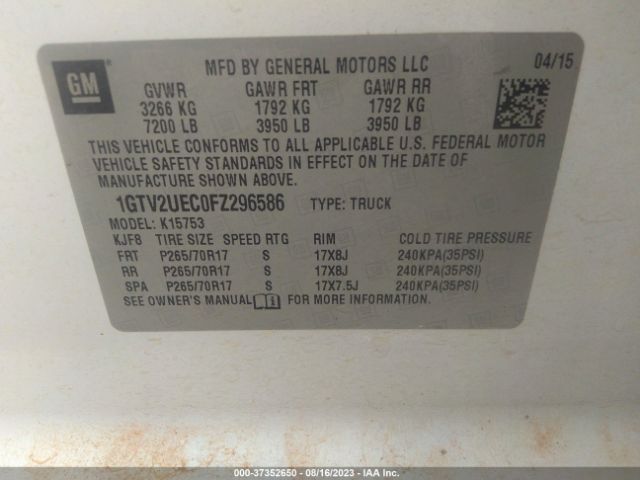 GM
MFD BY GENERAL MOTORS LLC 04/15
GVWR GAWR FRT GAWR RR
3266 KG 1792 KG 1792 KG
7200 LB 3950 LB 3950 LB
THIS VEHICLE CONFORMS TO ALL APPLICABLE U.S. FEDERAL MOTOR
VEHICLE SAFETY STANDARDS IN EFFECT ON THE DATE OF
MANUFACTURE SHOWN ABOVE.
1GTV2UEC0FZ296586 TYPE: TRUCK
MODEL: K15753
KJF8 TIRE SIZE SPEED RTG RIM COLD TIRE PRESSURE
FRT P265/70R17 S 17X8J 240KPA(35PSI)
RR P265/70R17 S 17X8J 240KPA(35PSI)
SPA P265/70R17 S 17X7.5J 240KPA(35PSI)
SEE OWNER'S MANUAL FOR MORE INFORMATION.
000-37352650 - 08/16/2023 - IAA Inc.